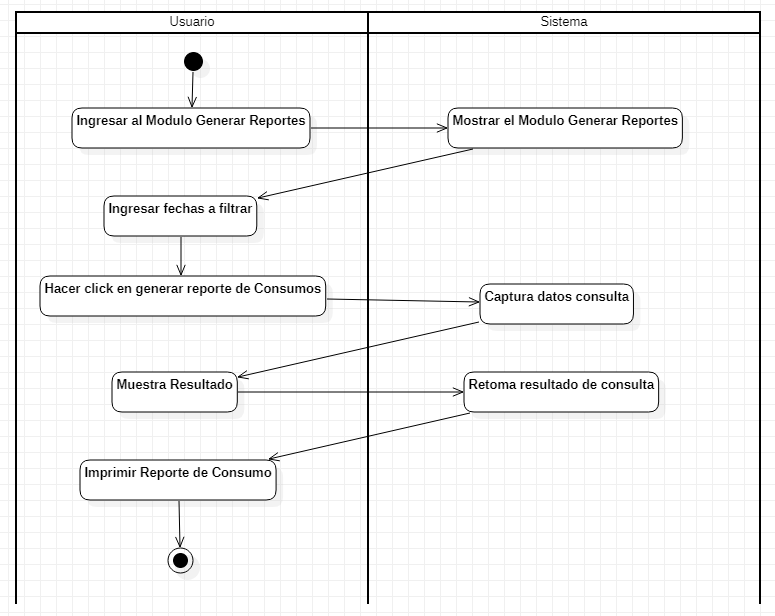 Usuario
Sistema
Ingresar al Modulo Generar Reportes
Mostrar el Modulo Generar Reportes
Ingresar fechas a filtrar
Hacer click en generar reporte de Consumos
Captura datos consulta
Muestra Resultado
Retoma resultado de consulta
Imprimir Reporte de Consumo